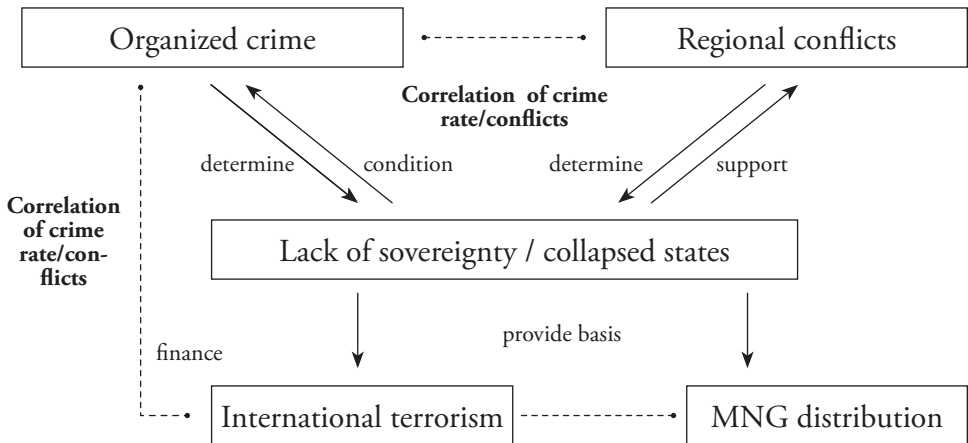 Organized crime
Regional conflicts
Correlation of crime
rate/conflicts
determine
condition
determine
support
Correlation
of crime
rate/con-
flicts
Lack of sovereignty / collapsed states
provide basis
finance
International terrorism
MNG distribution